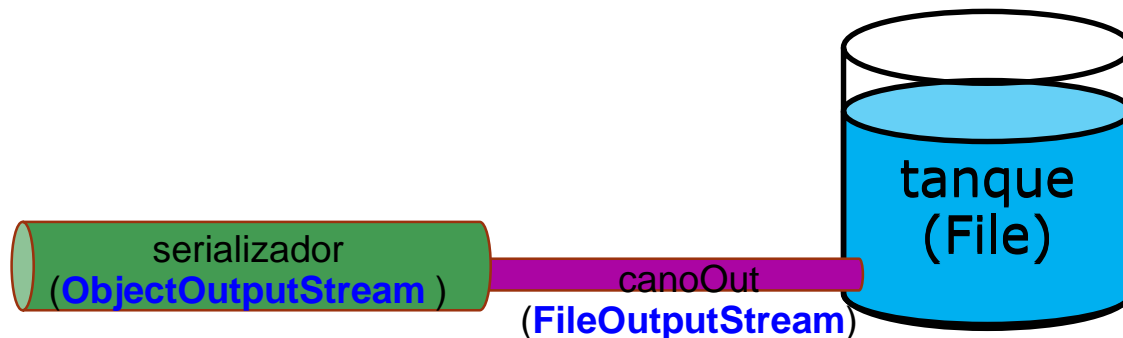 serializador
(ObjectOutputStream )
canoOut
(FileOutputStream)
tanque
(File)